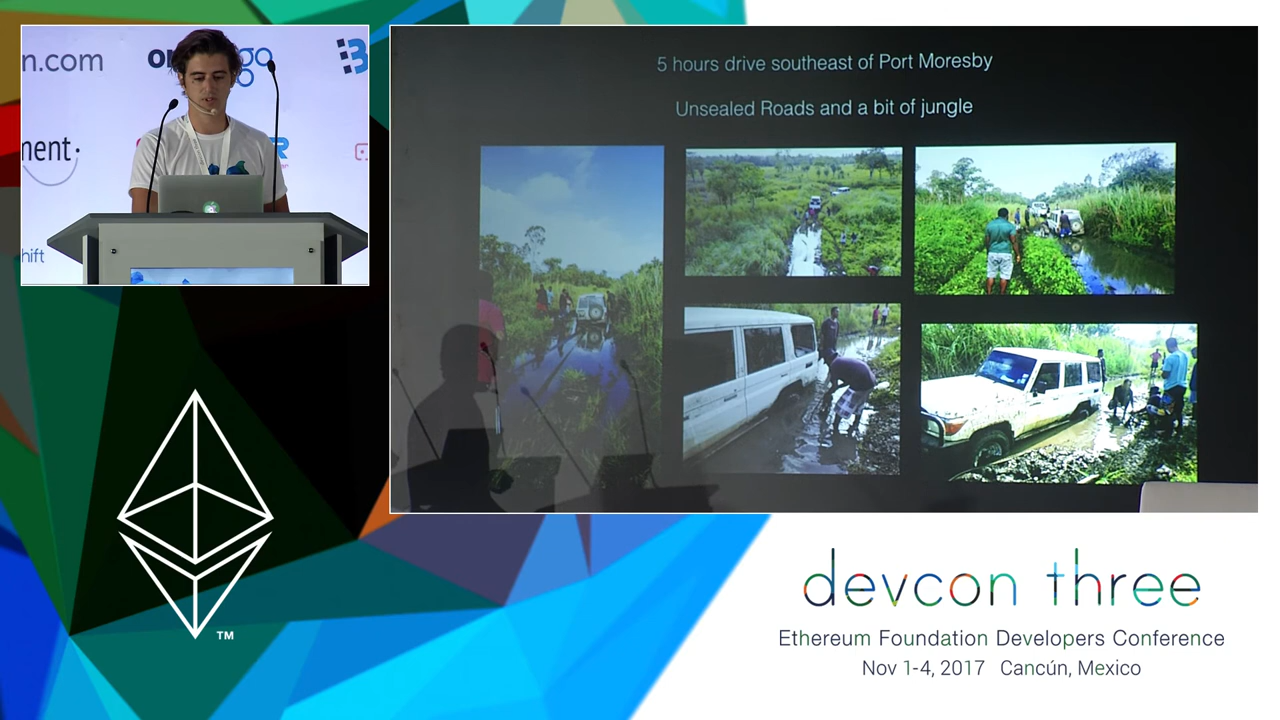 n.com
ment.
hift
5 hours drive southeast of Port Moresby
Unsealed Roads and a bit of jungle
TM
devcon three
Ethereum Foundation Developers Conference
Nov 1-4, 2017 Cancún, Mexico